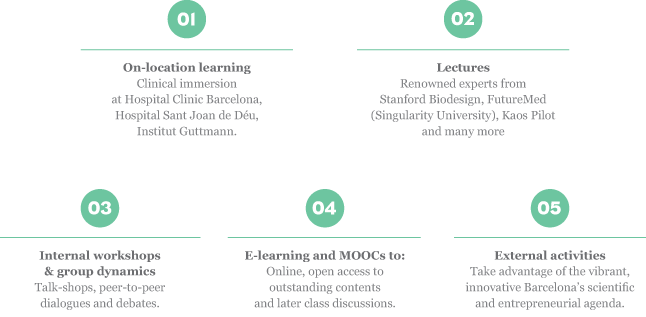 01
On-location learning
Clinical immersion
at Hospital Clinic Barcelona,
Hospital Sant Joan de Déu,
Institut Guttmann.
02
Lectures
Renowned experts from
Stanford Biodesign, FutureMed
(Singularity University), Kaos Pilot
and many more
03
Internal workshops
& group dynamics
Talk-shops, peer-to-peer
dialogues and debates.
04
E-learning and MOOCs to:
Online, open access to
outstanding contents
and later class discussions.
05
External activities
Take advantage of the vibrant,
innovative Barcelona's scientific
and entrepreneurial agenda.